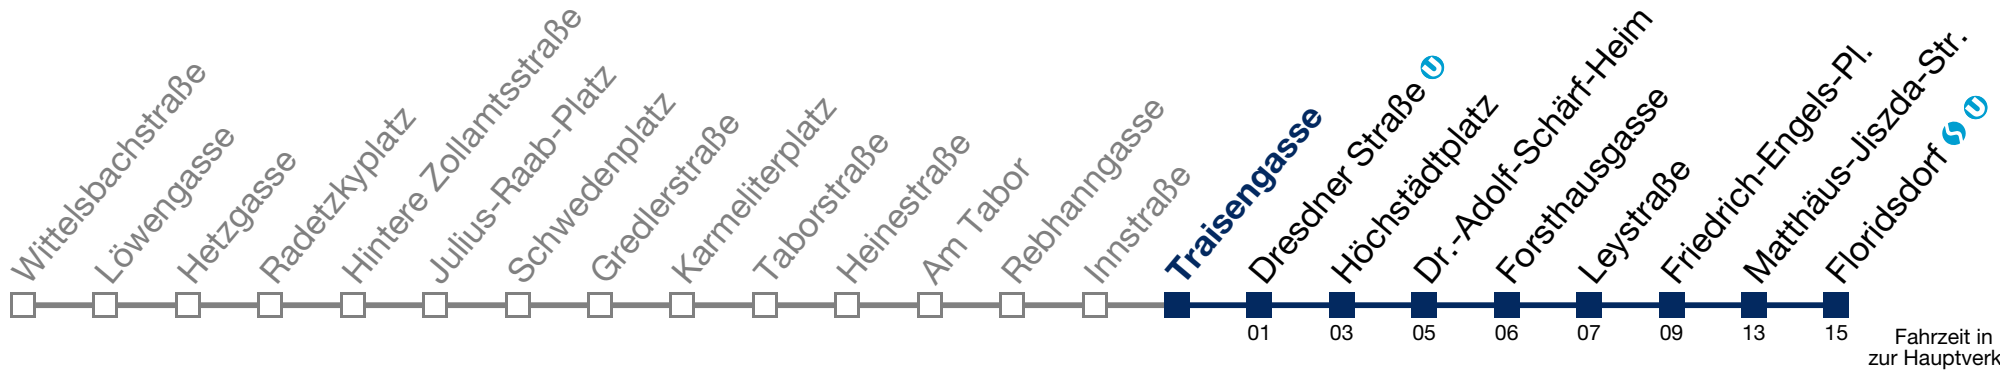 Wittelsbachstraße
Löwengasse
Hetzgasse
Radetzkyplatz
Hintere Zollamtsstraße
Julius-Raab-Platz
Schwedenplatz
Gredlerstraße
Karmeliterplatz
Taborstraße
Heinestraße
Am Tabor
Rebhanngasse
Innstraße
Traisengasse
Dresdner Straße U
Höchstädtplatz
Dr.-Adolf-Schärf-Heim
Forsthausgasse
Leystraße
Friedrich-Engels-Pl.
Matthäus-Jiszda-Str.
Floridsdorf S U
01 03 05 06 07 09 13 15
Fahrzeit in
zur Hauptverk